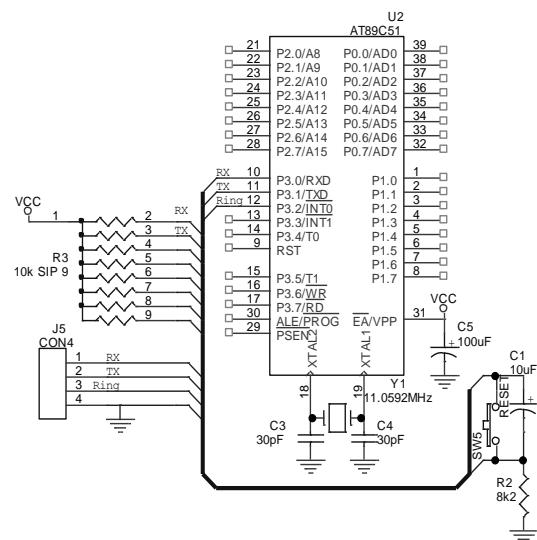 U2
AT89C51
21 P2.0/A8 P0.0/AD0 39
22 P2.1/A9 P0.1/AD1 38
23 P2.2/A10 P0.2/AD2 37
24 P2.3/A11 P0.3/AD3 36
25 P2.4/A12 P0.4/AD4 35
26 P2.5/A13 P0.5/AD5 34
27 P2.6/A14 P0.6/AD6 33
28 P2.7/A15 P0.7/AD7 32
RX 10 P3.0/RXD P1.0 1
TX 11 P3.1/TXD P1.1 2
Ring 12 P3.2/INT0 P1.2 3
13 P3.3/INT1 P1.3 4
14 P3.4/T0 P1.4 5
9 RST P1.5 6
P1.6 7
15 P3.5/T1 P1.7 8
16 P3.6/WR
17 P3.7/RD
30 ALE/PROG EA/VPP 31
29 PSEN
XTAL2 XTAL1
18 19
VCC
C5
100uF
Y1
11.0592MHz
C3
30pF
C4
30pF
VCC
1
2 RX
3 TX
4
5
6
7
8
9
R3
10k SIP 9
J5
CON4
1 RX
2 TX
3 Ring
4
C1
10uF
RESET
SW5
R2
8k2